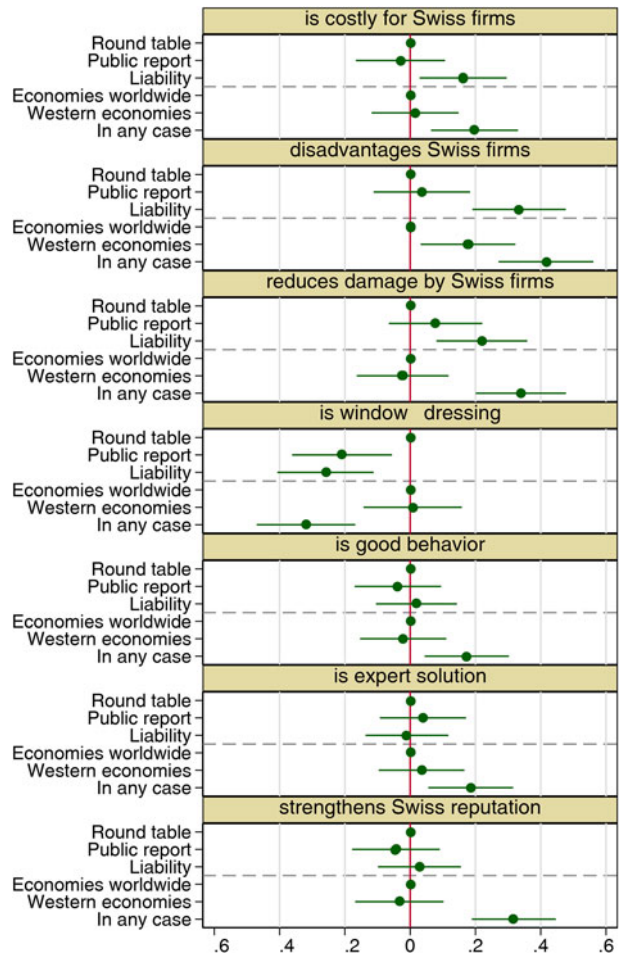 is costly for Swiss firms
Round table
Public report
Liability
Economies worldwide
Western economies
In any case
disadvantages Swiss firms
Round table
Public report
Liability
Economies worldwide
Western economies
In any case
reduces damage by Swiss firms
Round table
Public report
Liability
Economies worldwide
Western economies
In any case
is window dressing
Round table
Public report
Liability
Economies worldwide
Western economies
In any case
is good behavior
Round table
Public report
Liability
Economies worldwide
Western economies
In any case
is expert solution
Round table
Public report
Liability
Economies worldwide
Western economies
In any case
strengthens Swiss reputation
Round table
Public report
Liability
Economies worldwide
Western economies
In any case
.6 .4 .2 0 .2 .4 .6